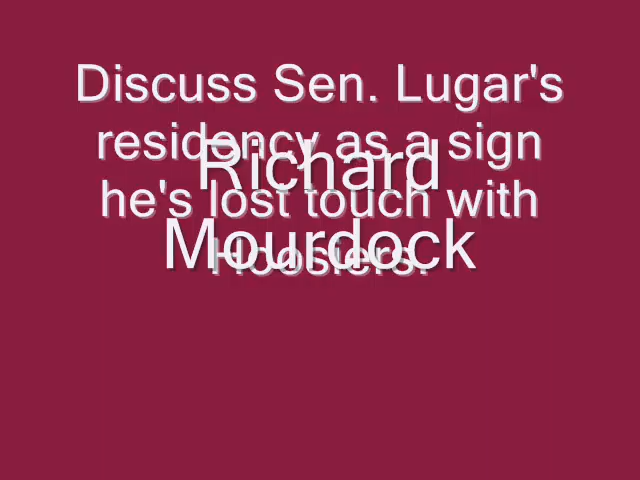 Discuss Sen. Lugar's
residency as a sign
he's lost touch with
Hoosiers.
Richard
Mourdock